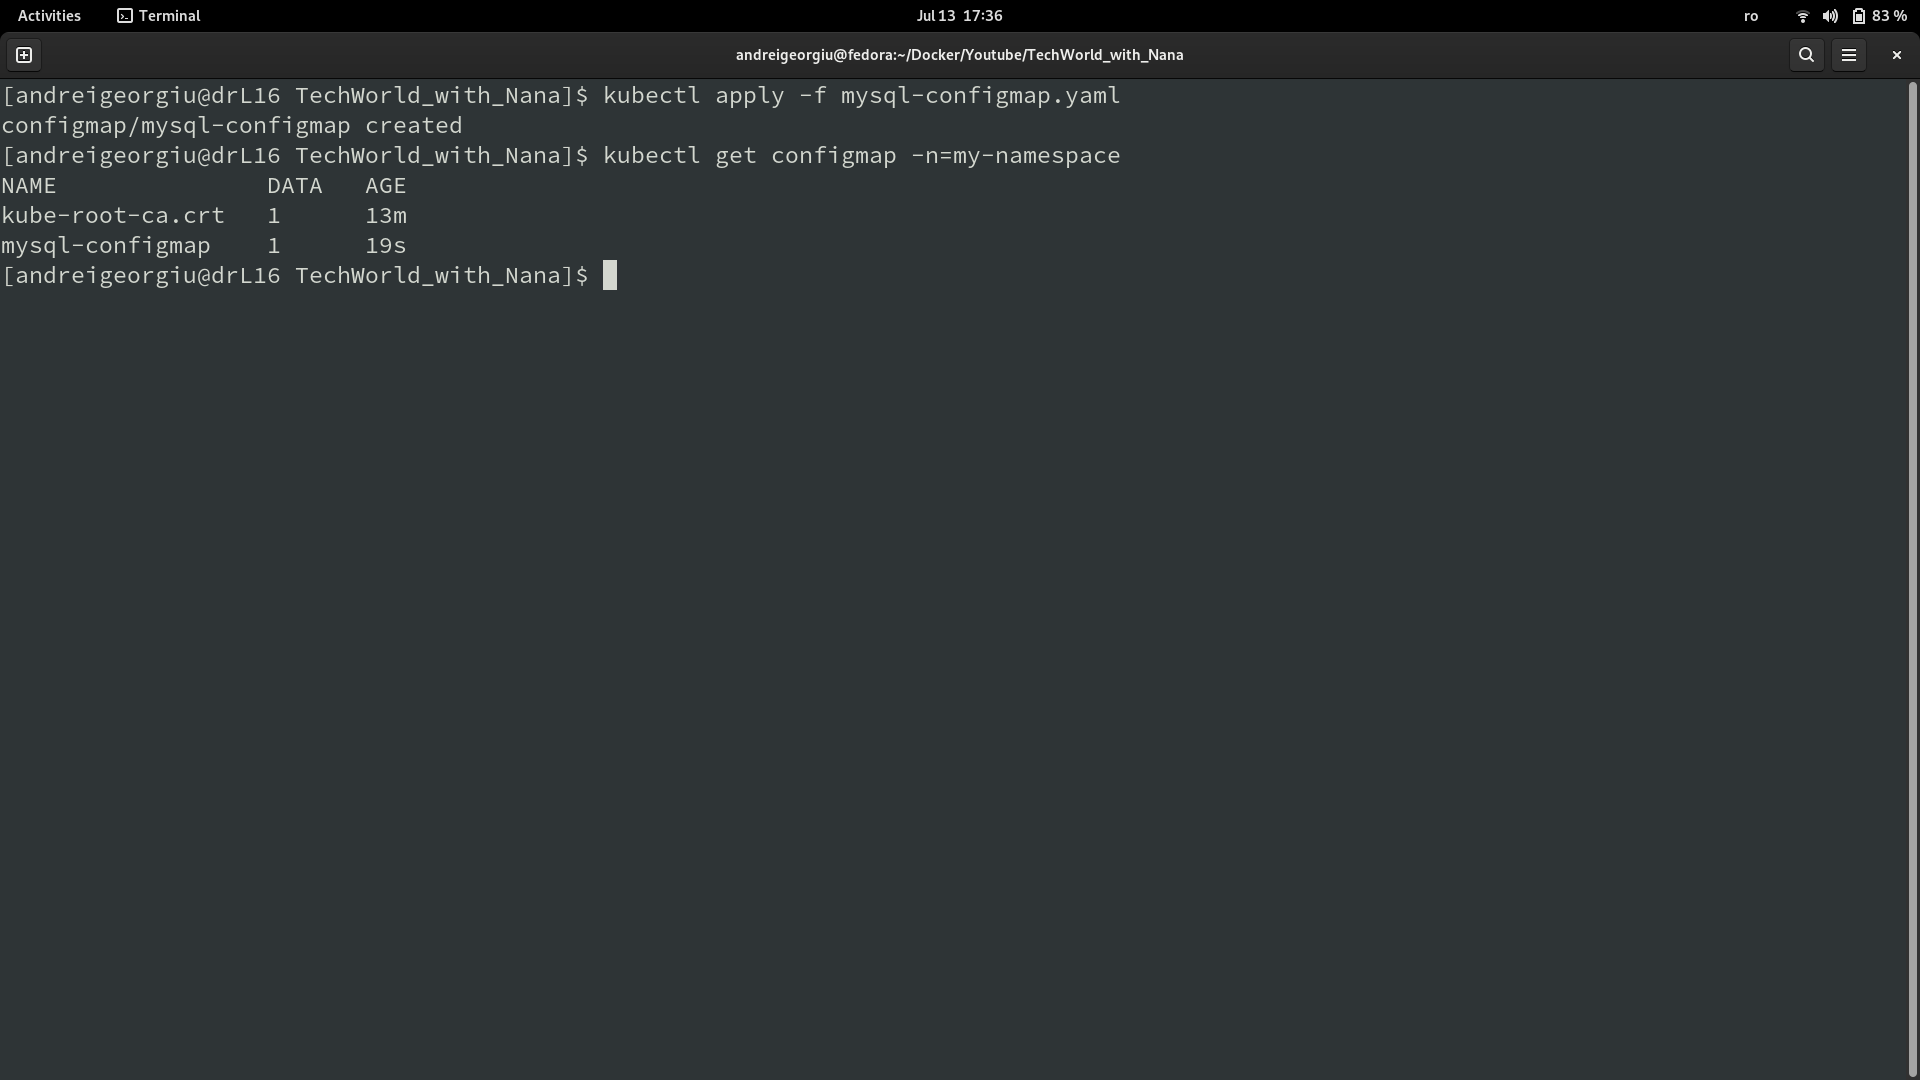 Activities Terminal Jul 13 17:36 ro 83 %
andreigeorgiu@fedora:~/Docker/Youtube/TechWorld_with_Nana
[andreigeorgiu@drL16 TechWorld_with_Nana]$ kubectl apply -f mysql-configmap.yaml
configmap/mysql-configmap created
[andreigeorgiu@drL16 TechWorld_with_Nana]$ kubectl get configmap -n=my-namespace
NAME DATA AGE
kube-root-ca.crt 1 13m
mysql-configmap 1 19s
[andreigeorgiu@drL16 TechWorld_with_Nana]$